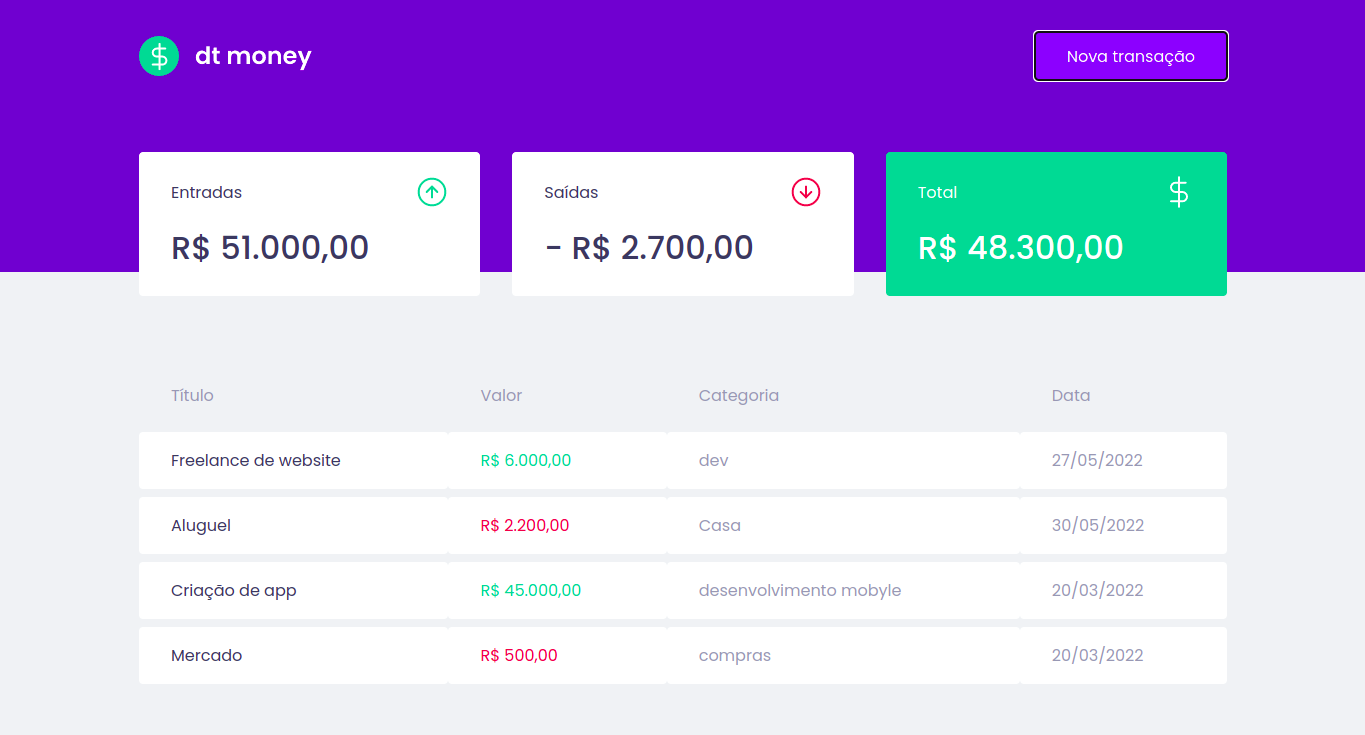 dt money
Nova transação
Entradas
R$ 51.000,00
Saídas
- R$ 2.700,00
Total
$
R$ 48.300,00
Título Valor Categoria Data
Freelance de website R$ 6.000,00 dev 27/05/2022
Aluguel R$ 2.200,00 Casa 30/05/2022
Criação de app R$ 45.000,00 desenvolvimento mobyle 20/03/2022
Mercado R$ 500,00 compras 20/03/2022